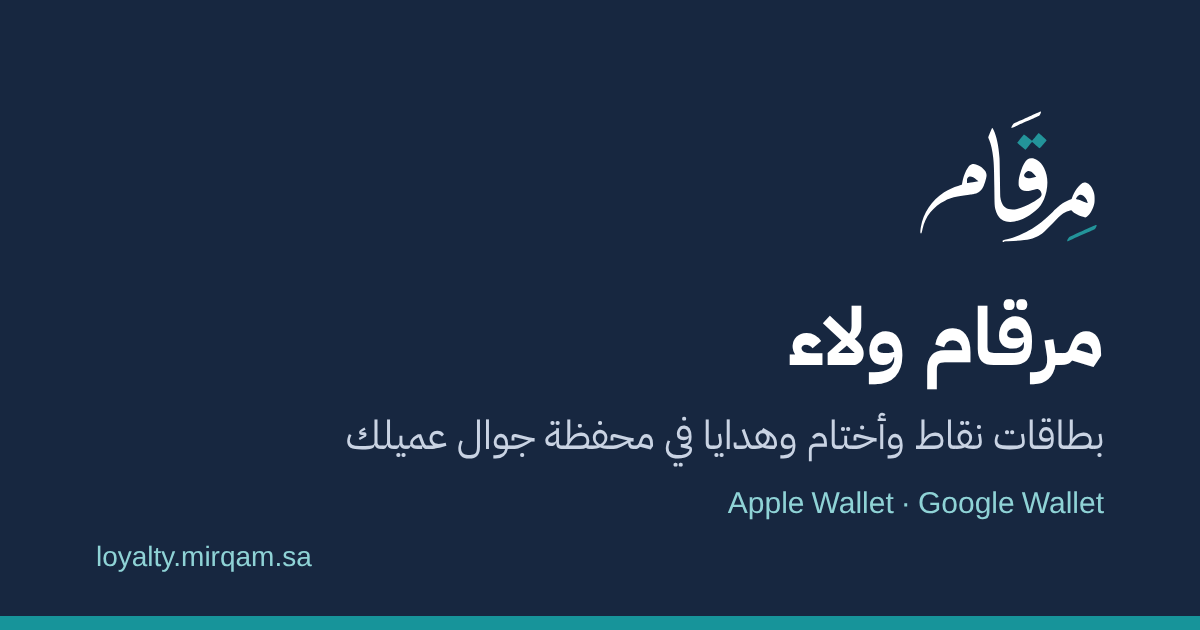 مِرقَام
مرقام ولاء
بطاقات نقاط وأختام وهدايا في محفظة جوال عميلك
Apple Wallet · Google Wallet
loyalty.mirqam.sa